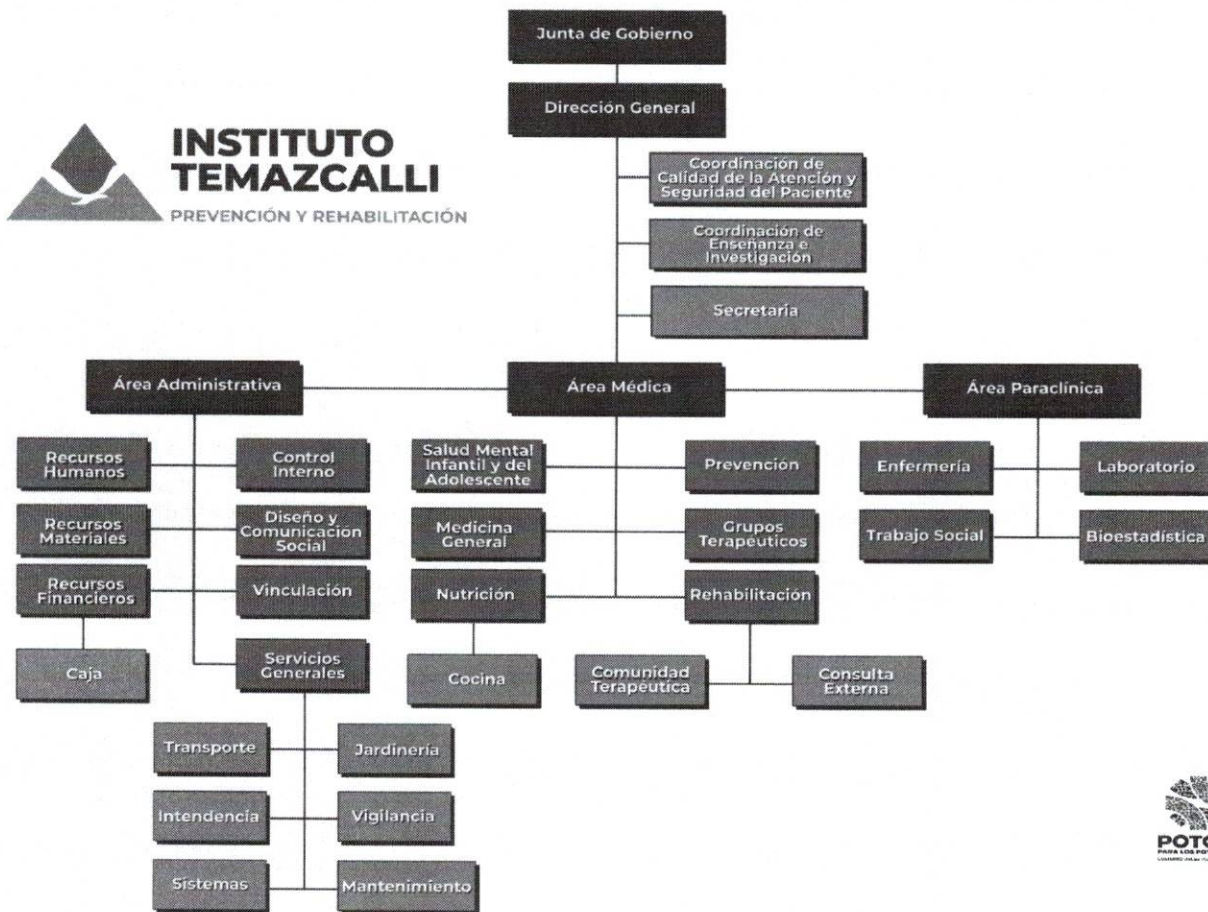 Junta de Gobierno
Dirección General
INSTITUTO
TEMAZCALLI
PREVENCIÓN Y REHABILITACIÓN
Coordinación de
Calidad de la Atención y
Seguridad del Paciente
Coordinación de
Enseñanza e
Investigación
Secretaria
Área Administrativa
Área Médica
Área Paraclínica
Recursos
Humanos
Control
Interno
Salud Mental
Infantil y del
Adolescente
Prevención
Enfermería
Laboratorio
Recursos
Materiales
Diseño y
Comunicación
Social
Medicina
General
Grupos
Terapéuticos
Trabajo Social
Bioestadística
Recursos
Financieros
Vinculación
Nutrición
Rehabilitación
Caja
Servicios
Generales
Cocina
Comunidad
Terapéutica
Consulta
Externa
Transporte
Jardinería
Intendencia
Vigilancia
Sistemas
Mantenimiento
PARA LOS